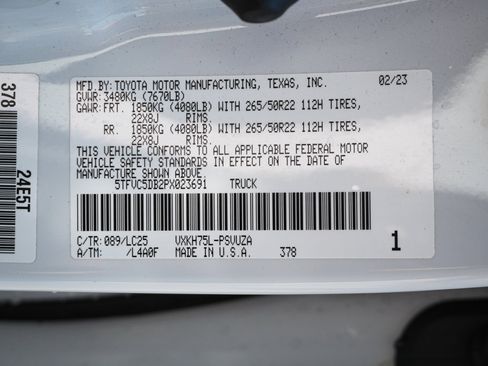 MFD.BY: TOYOTA MOTOR MANUFACTURING, TEXAS, INC. 02/23
GVWR: 3480KG (7670LB)
GAWR: FRT. 1850KG (4080LB) WITH 265/50R22 112H TIRES,
22X8J RIMS.
RR. 1850KG (4080LB) WITH 265/50R22 112H TIRES,
22X8J RIMS.
THIS VEHICLE CONFORMS TO ALL APPLICABLE FEDERAL MOTOR
VEHICLE SAFETY STANDARDS IN EFFECT ON THE DATE OF
MANUFACTURE SHOWN ABOVE.
5TFVC5DB2PX023691 TRUCK
C/TR: 089/LC25 VXKH75L-PSVUZA 1
A/TM: /L4A0F MADE IN U.S.A. 378
378
24E5T